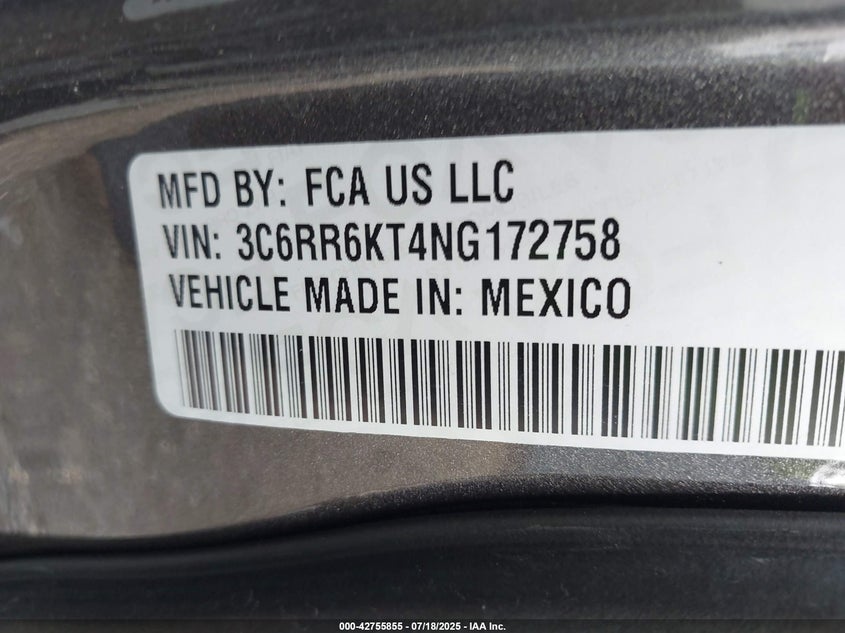 MFD BY: FCA US LLC
VIN: 3C6RR6KT4NG172758
VEHICLE MADE IN: MEXICO
000-42755855 - 07/18/2025 - IAA Inc.